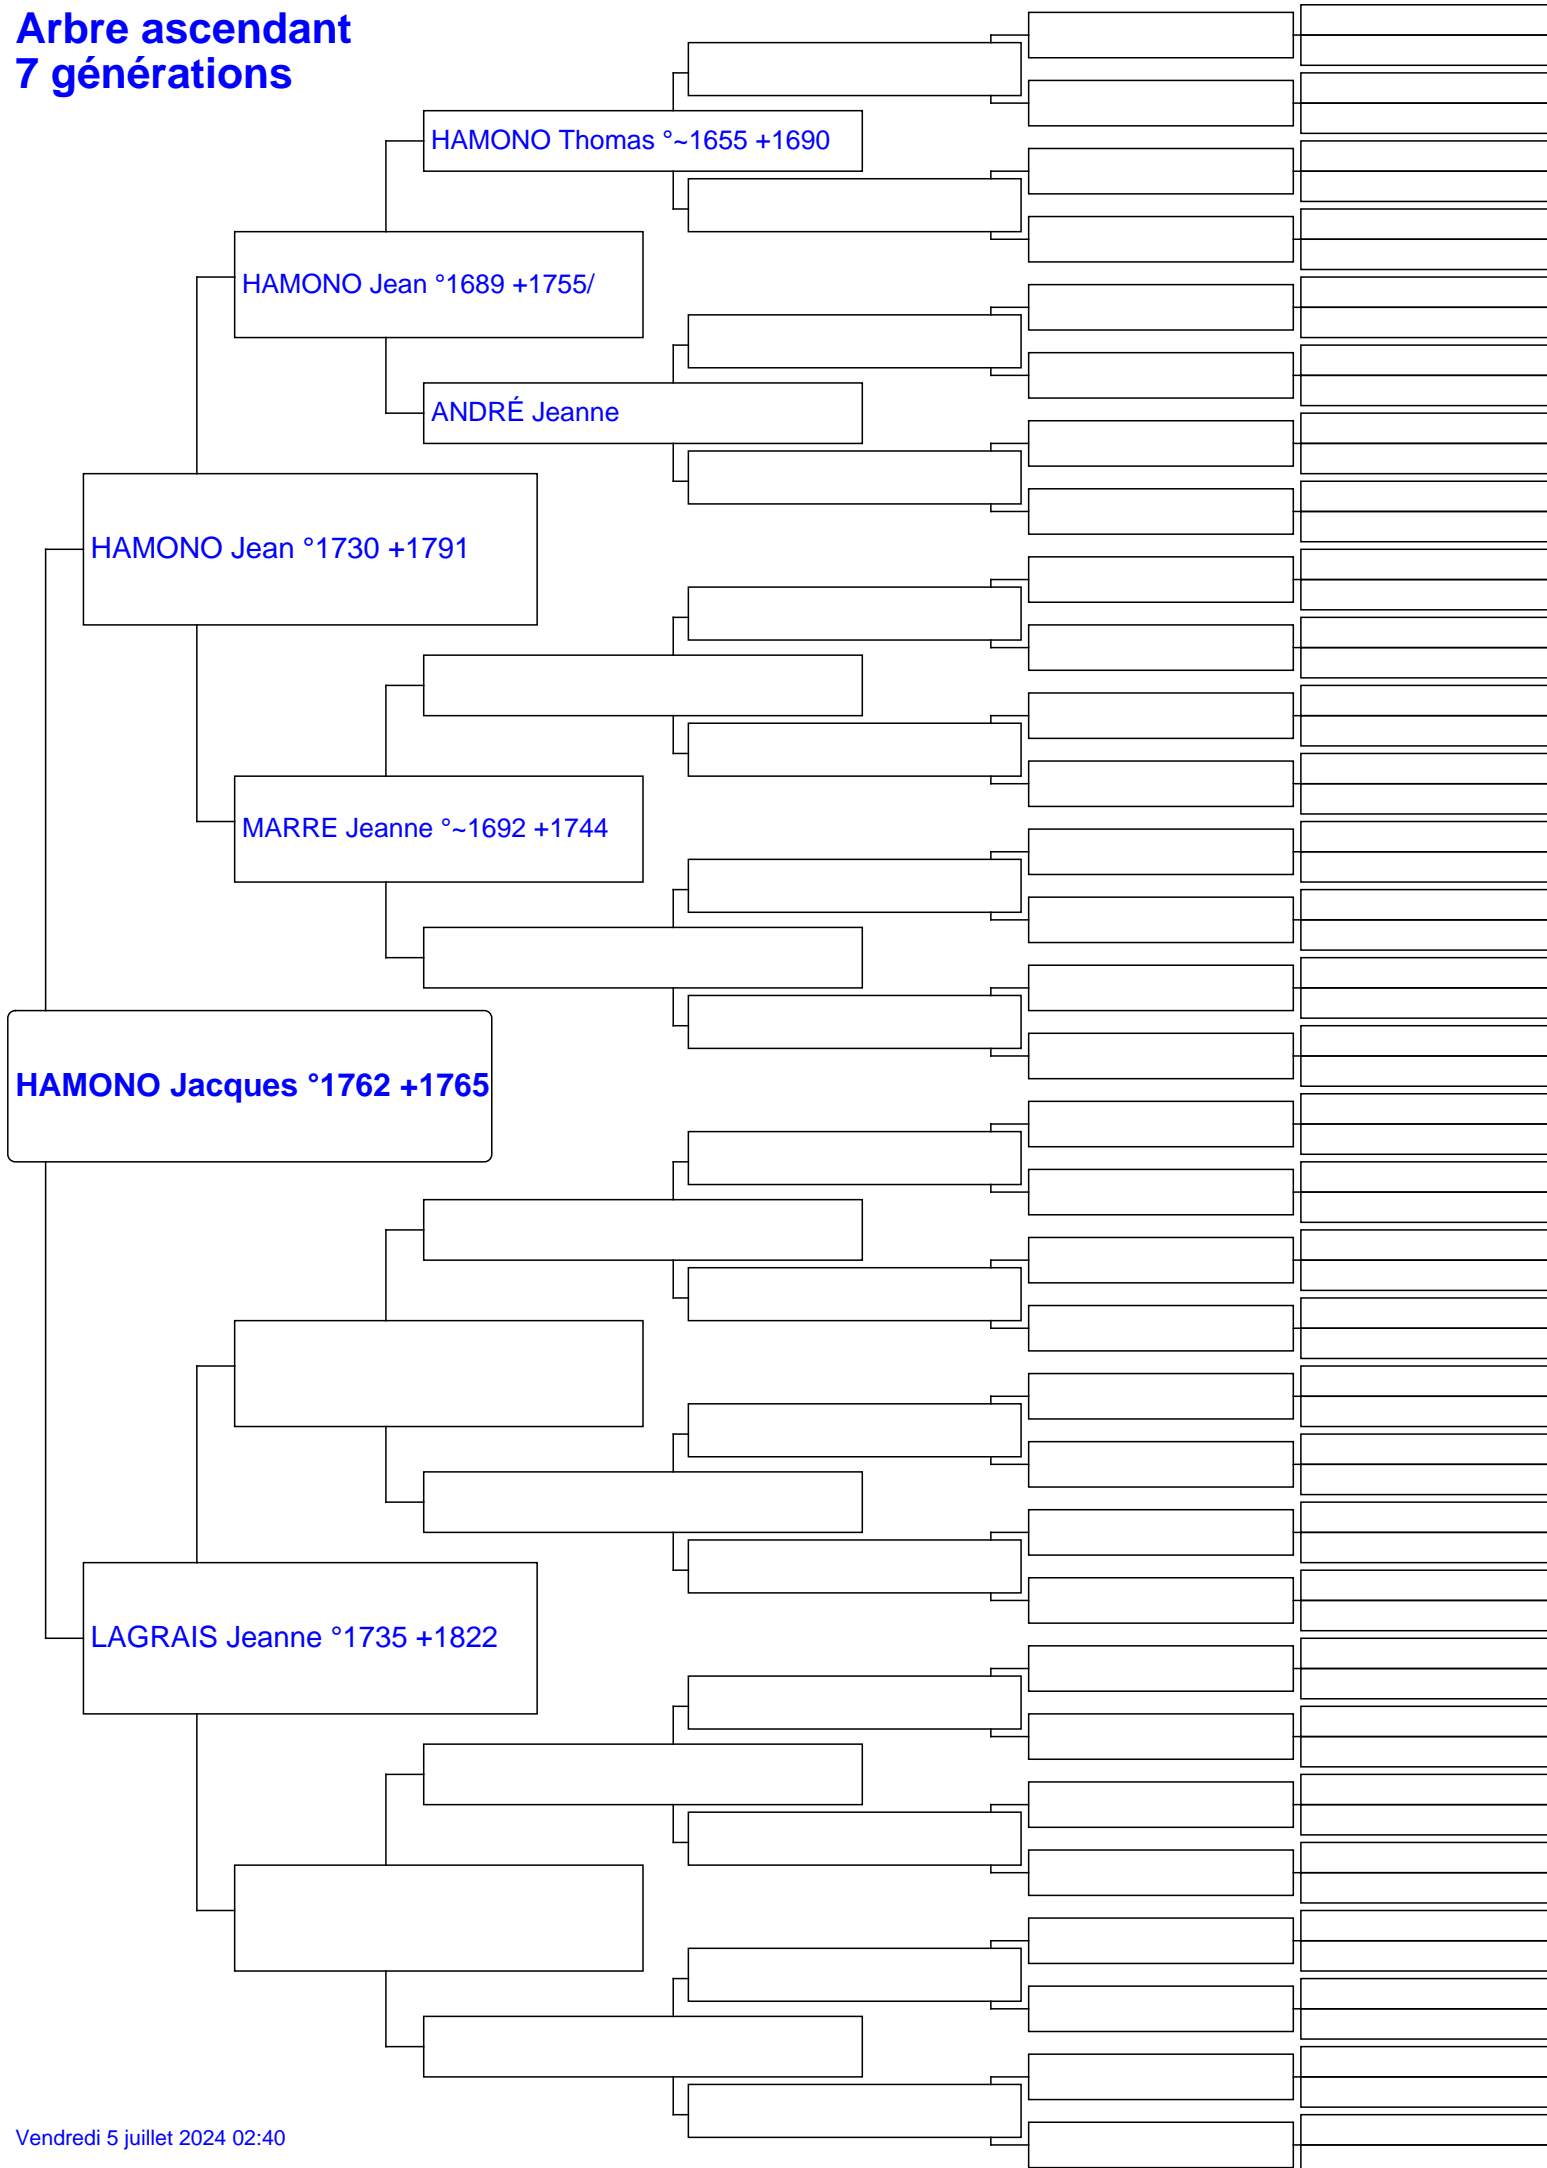 Arbre ascendant
7 générations
HAMONO Thomas °~1655 +1690
HAMONO Jean °1689 +1755/
ANDRÉ Jeanne
HAMONO Jean °1730 +1791
MARRE Jeanne °~1692 +1744
HAMONO Jacques °1762 +1765
LAGRAIS Jeanne °1735 +1822
Vendredi 5 juillet 2024 02:40